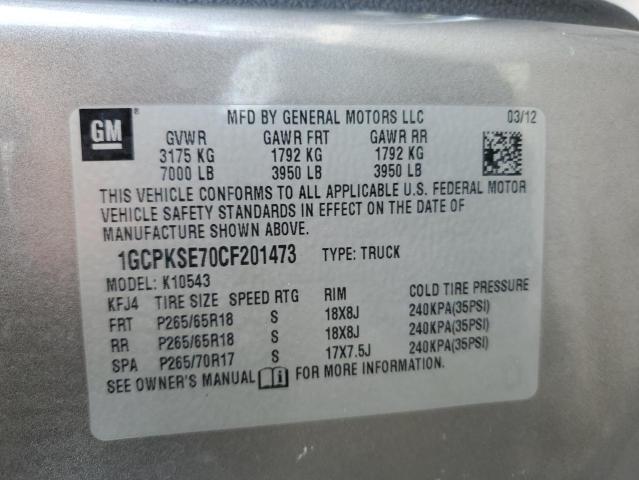 GM
MFD BY GENERAL MOTORS LLC 03/12
GVWR GAWR FRT GAWR RR
3175 KG 1792 KG 1792 KG
7000 LB 3950 LB 3950 LB
THIS VEHICLE CONFORMS TO ALL APPLICABLE U.S. FEDERAL MOTOR
VEHICLE SAFETY STANDARDS IN EFFECT ON THE DATE OF
MANUFACTURE SHOWN ABOVE.
1GCPKSE70CF201473 TYPE: TRUCK
MODEL: K10543
KFJ4 TIRE SIZE SPEED RTG RIM COLD TIRE PRESSURE
FRT P265/65R18 S 18X8J 240KPA(35PSI)
RR P265/65R18 S 18X8J 240KPA(35PSI)
SPA P265/70R17 S 17X7.5J 240KPA(35PSI)
SEE OWNER'S MANUAL i FOR MORE INFORMATION.